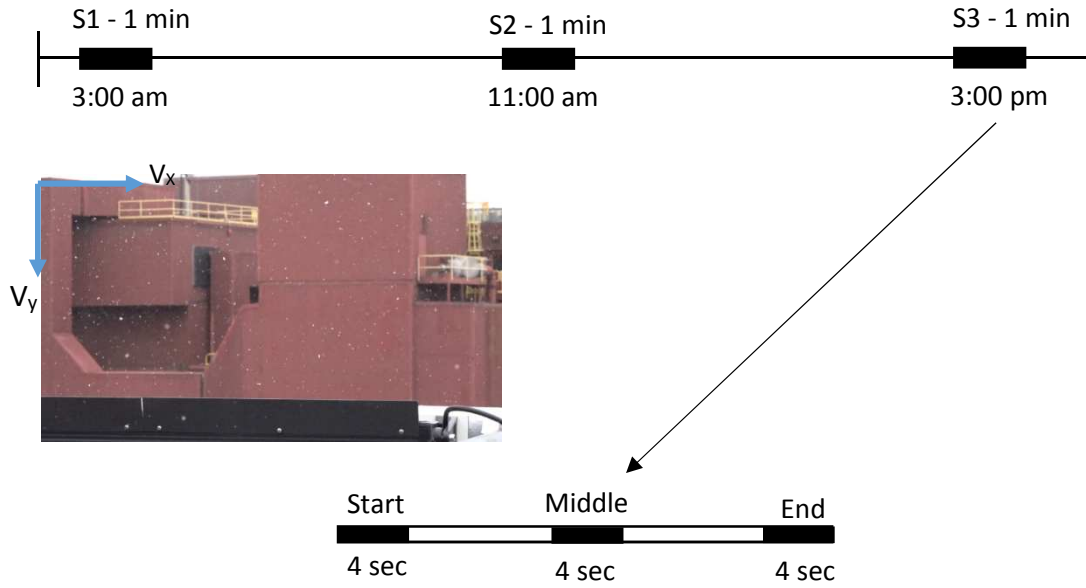 S1 - 1 min
S2 - 1 min
S3 - 1 min
3:00 am
11:00 am
3:00 pm
Vx
Vy
Start
Middle
End
4 sec
4 sec
4 sec